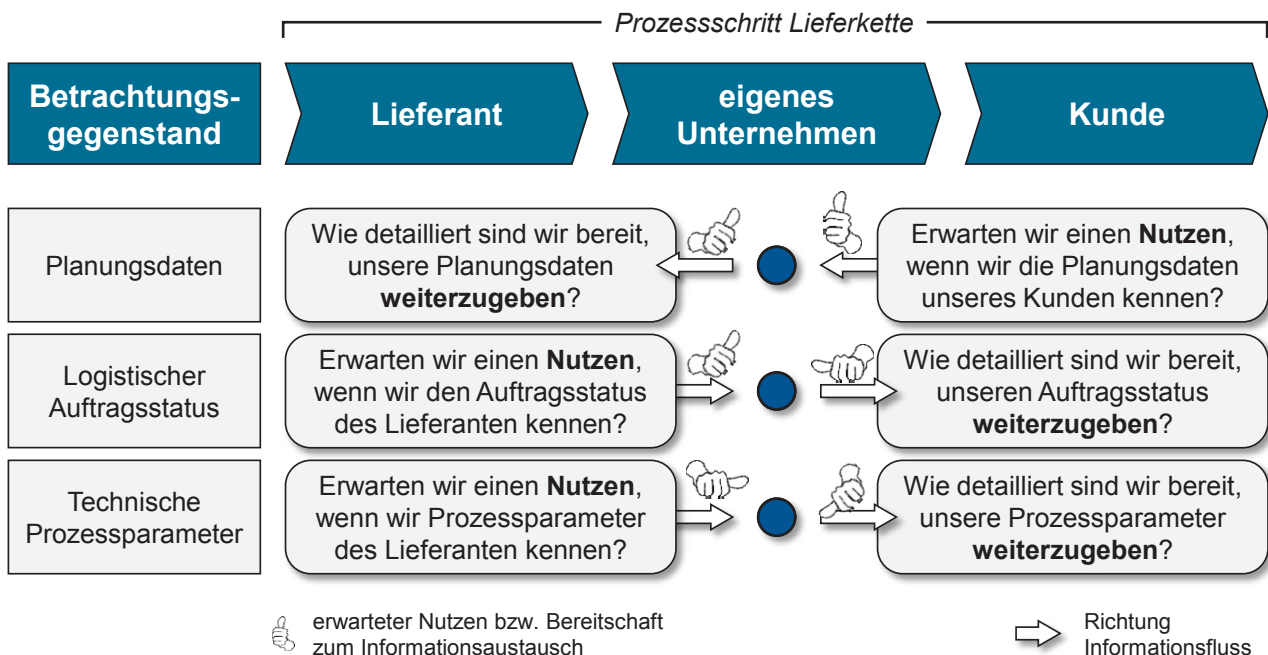 Prozessschritt Lieferkette
Betrachtungs-
gegenstand
Lieferant
eigenes
Unternehmen
Kunde
Planungsdaten
Wie detailliert sind wir bereit,
unsere Planungsdaten
weiterzugeben?
Erwarten wir einen Nutzen,
wenn wir die Planungsdaten
unseres Kunden kennen?
Logistischer
Auftragsstatus
Erwarten wir einen Nutzen,
wenn wir den Auftragsstatus
des Lieferanten kennen?
Wie detailliert sind wir bereit,
unseren Auftragsstatus
weiterzugeben?
Technische
Prozessparameter
Erwarten wir einen Nutzen,
wenn wir Prozessparameter
des Lieferanten kennen?
Wie detailliert sind wir bereit,
unsere Prozessparameter
weiterzugeben?
erwarteter Nutzen bzw. Bereitschaft
zum Informationsaustausch
Richtung
Informationsfluss